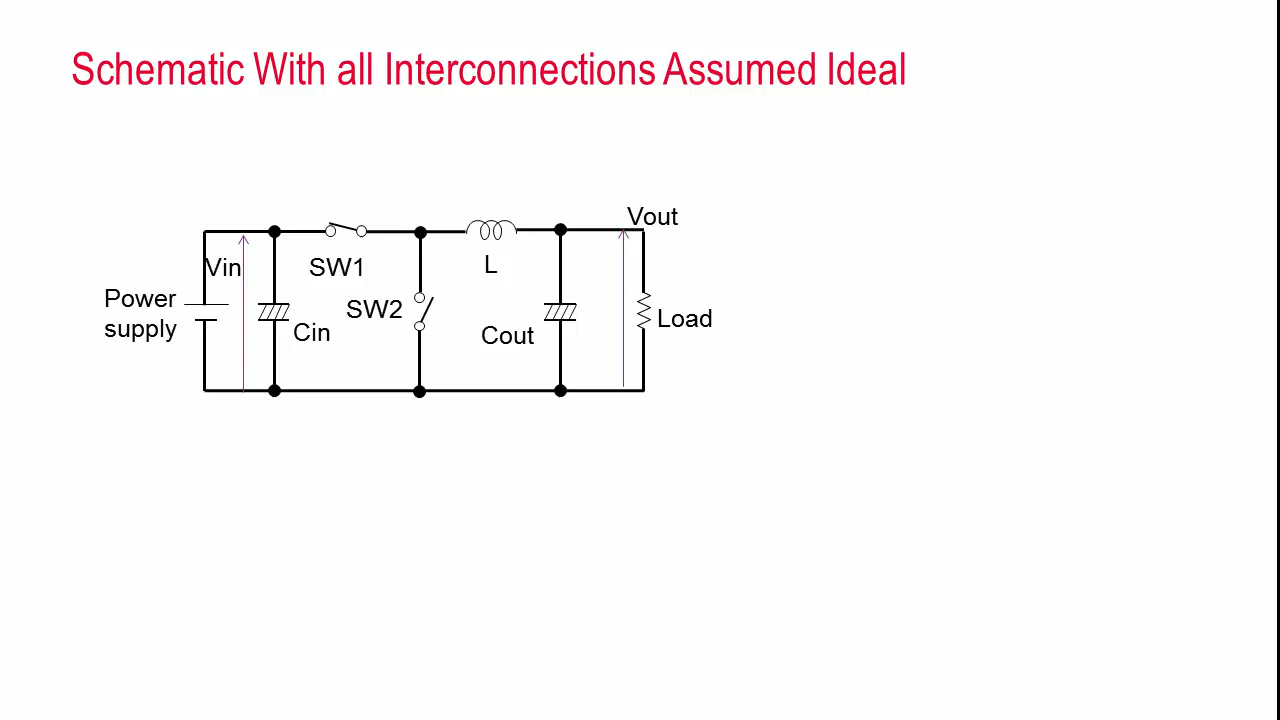 Schematic With all Interconnections Assumed Ideal
Vout
Vin
SW1
L
Power
supply
SW2
Cin
Cout
Load